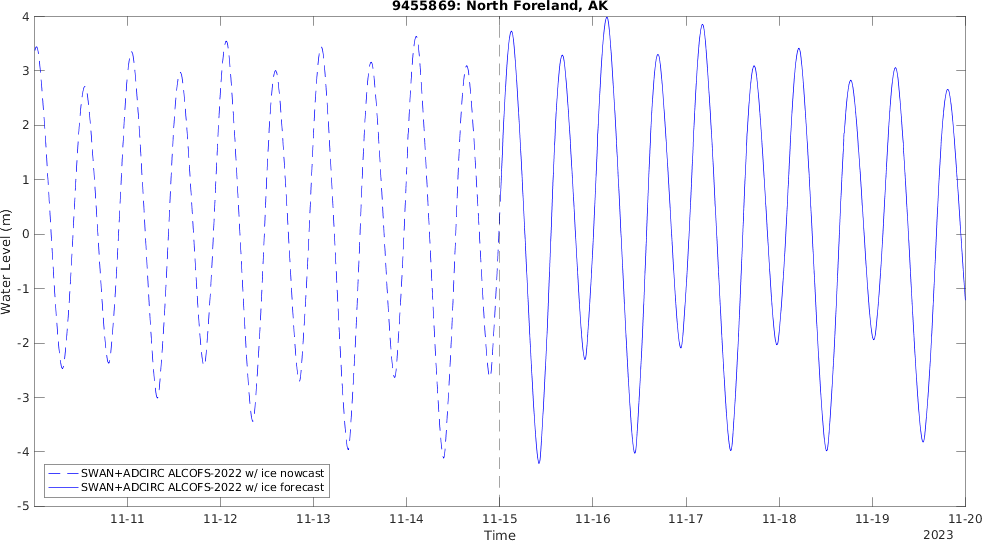 9455869: North Foreland, AK
4
3
2
1
0
-1
-2
-3
-4
-5
Water Level (m)
SWAN+ADCIRC ALCOFS-2022 w/ ice nowcast
SWAN+ADCIRC ALCOFS-2022 w/ ice forecast
11-11 11-12 11-13 11-14 11-15 11-16 11-17 11-18 11-19 11-20
Time
2023